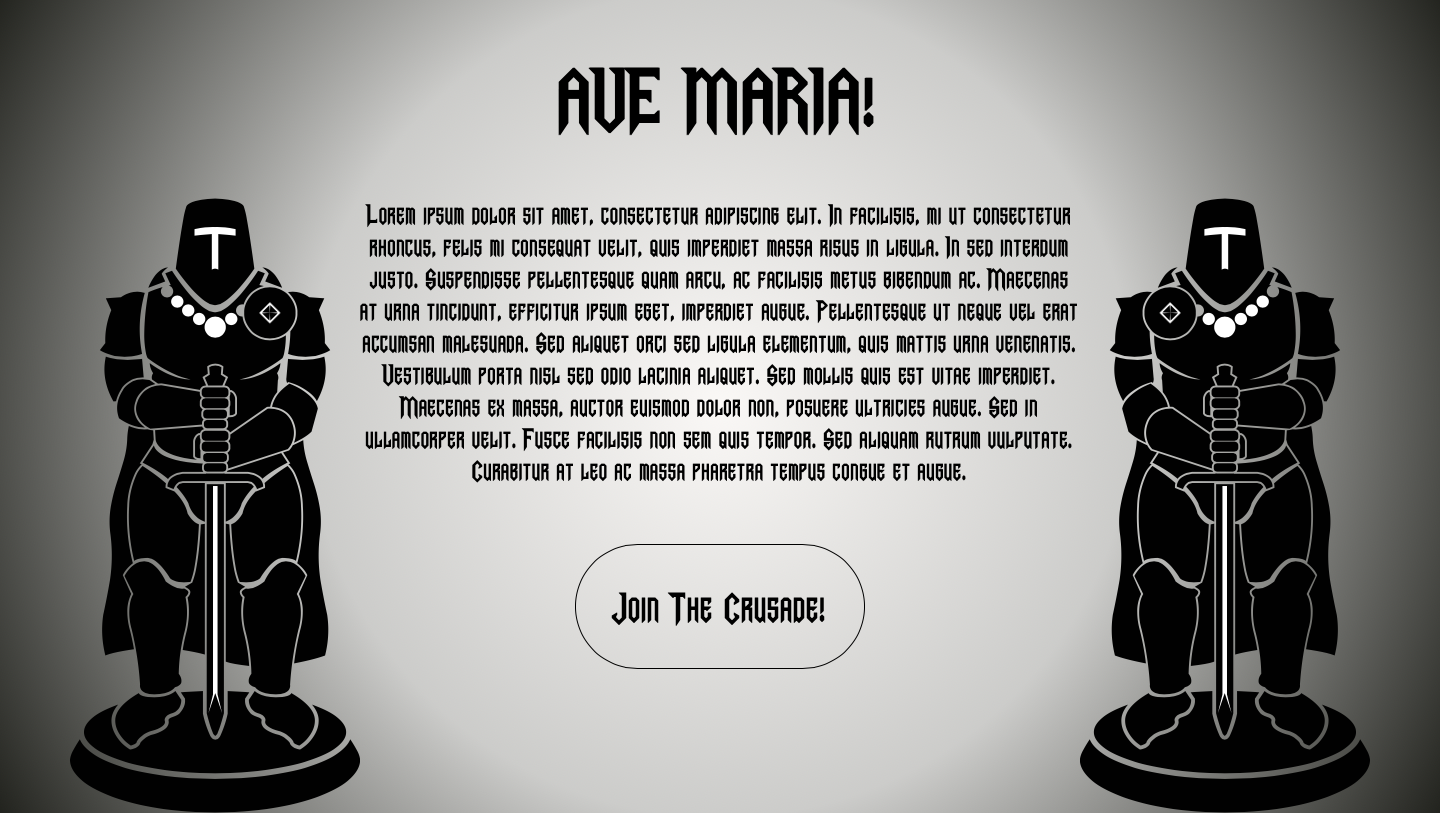 AVE MARIA!
Lorem ipsum dolor sit amet, consectetur adipiscing elit. In facilisis, mi ut consectetur
rhoncus, felis mi consequat velit, quis imperdiet massa risus in ligula. In sed interdum
justo. Suspendisse pellentesque quam arcu, ac facilisis metus bibendum ac. Maecenas
at urna tincidunt, efficitur ipsum eget, imperdiet augue. Pellentesque ut neque vel erat
accumsan malesuada. Sed aliquet orci sed ligula elementum, quis mattis urna venenatis.
Vestibulum porta nisl sed odio lacinia aliquet. Sed mollis quis est vitae imperdiet.
Maecenas ex massa, auctor euismod dolor non, posuere ultricies augue. Sed in
ullamcorper velit. Fusce facilisis non sem quis tempor. Sed aliquam rutrum vulputate.
Curabitur at leo ac massa pharetra tempus congue et augue.
Join The Crusade!